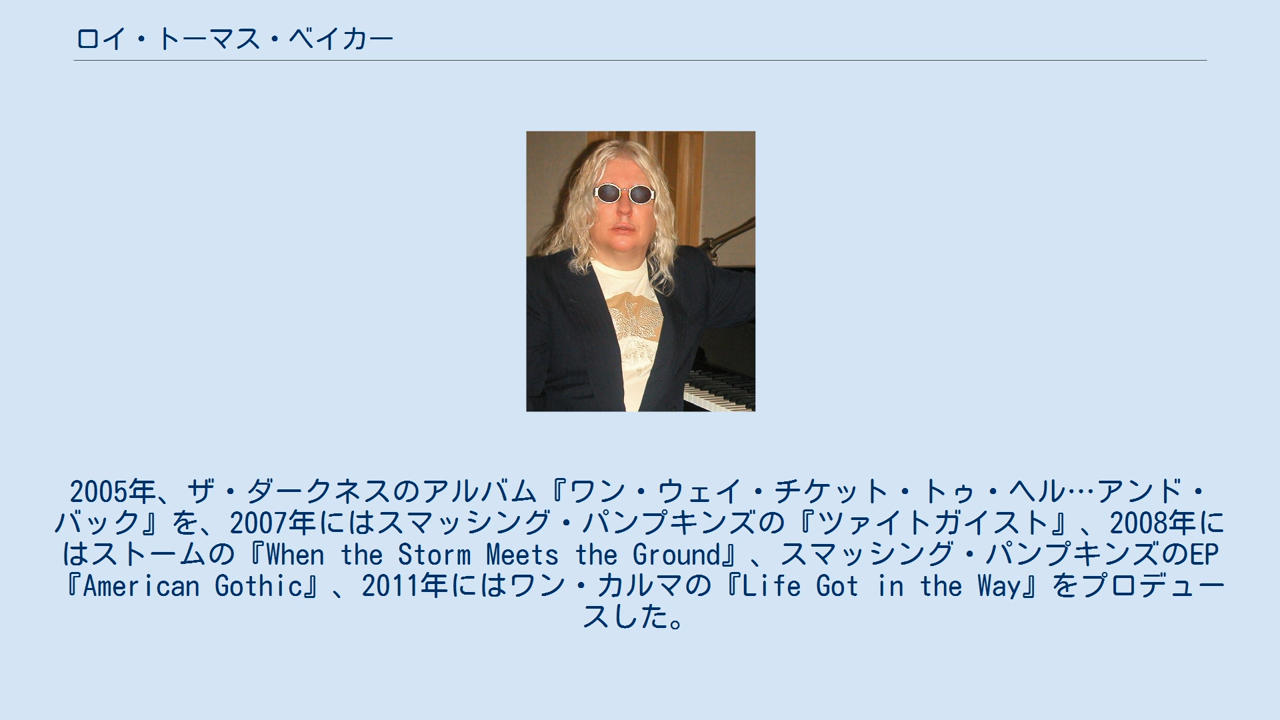 ロイ・トーマス・ベイカー
2005年、ザ・ダークネスのアルバム『ワン・ウェイ・チケット・トゥ・ヘル…アンド・
バック』を、2007年にはスマッシング・パンプキンズの『ツァイトガイスト』、2008年に
はストームの『When the Storm Meets the Ground』、スマッシング・パンプキンズのEP
『American Gothic』、2011年にはワン・カルマの『Life Got in the Way』をプロデュー
スした。